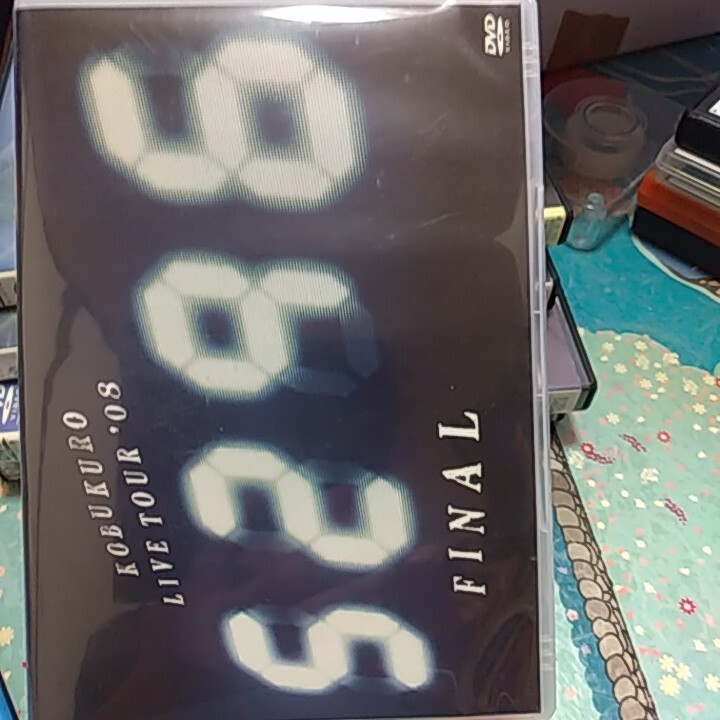 KOBUKURO
LIVE TOUR '08
5296
FINAL
DVD
VIDEO